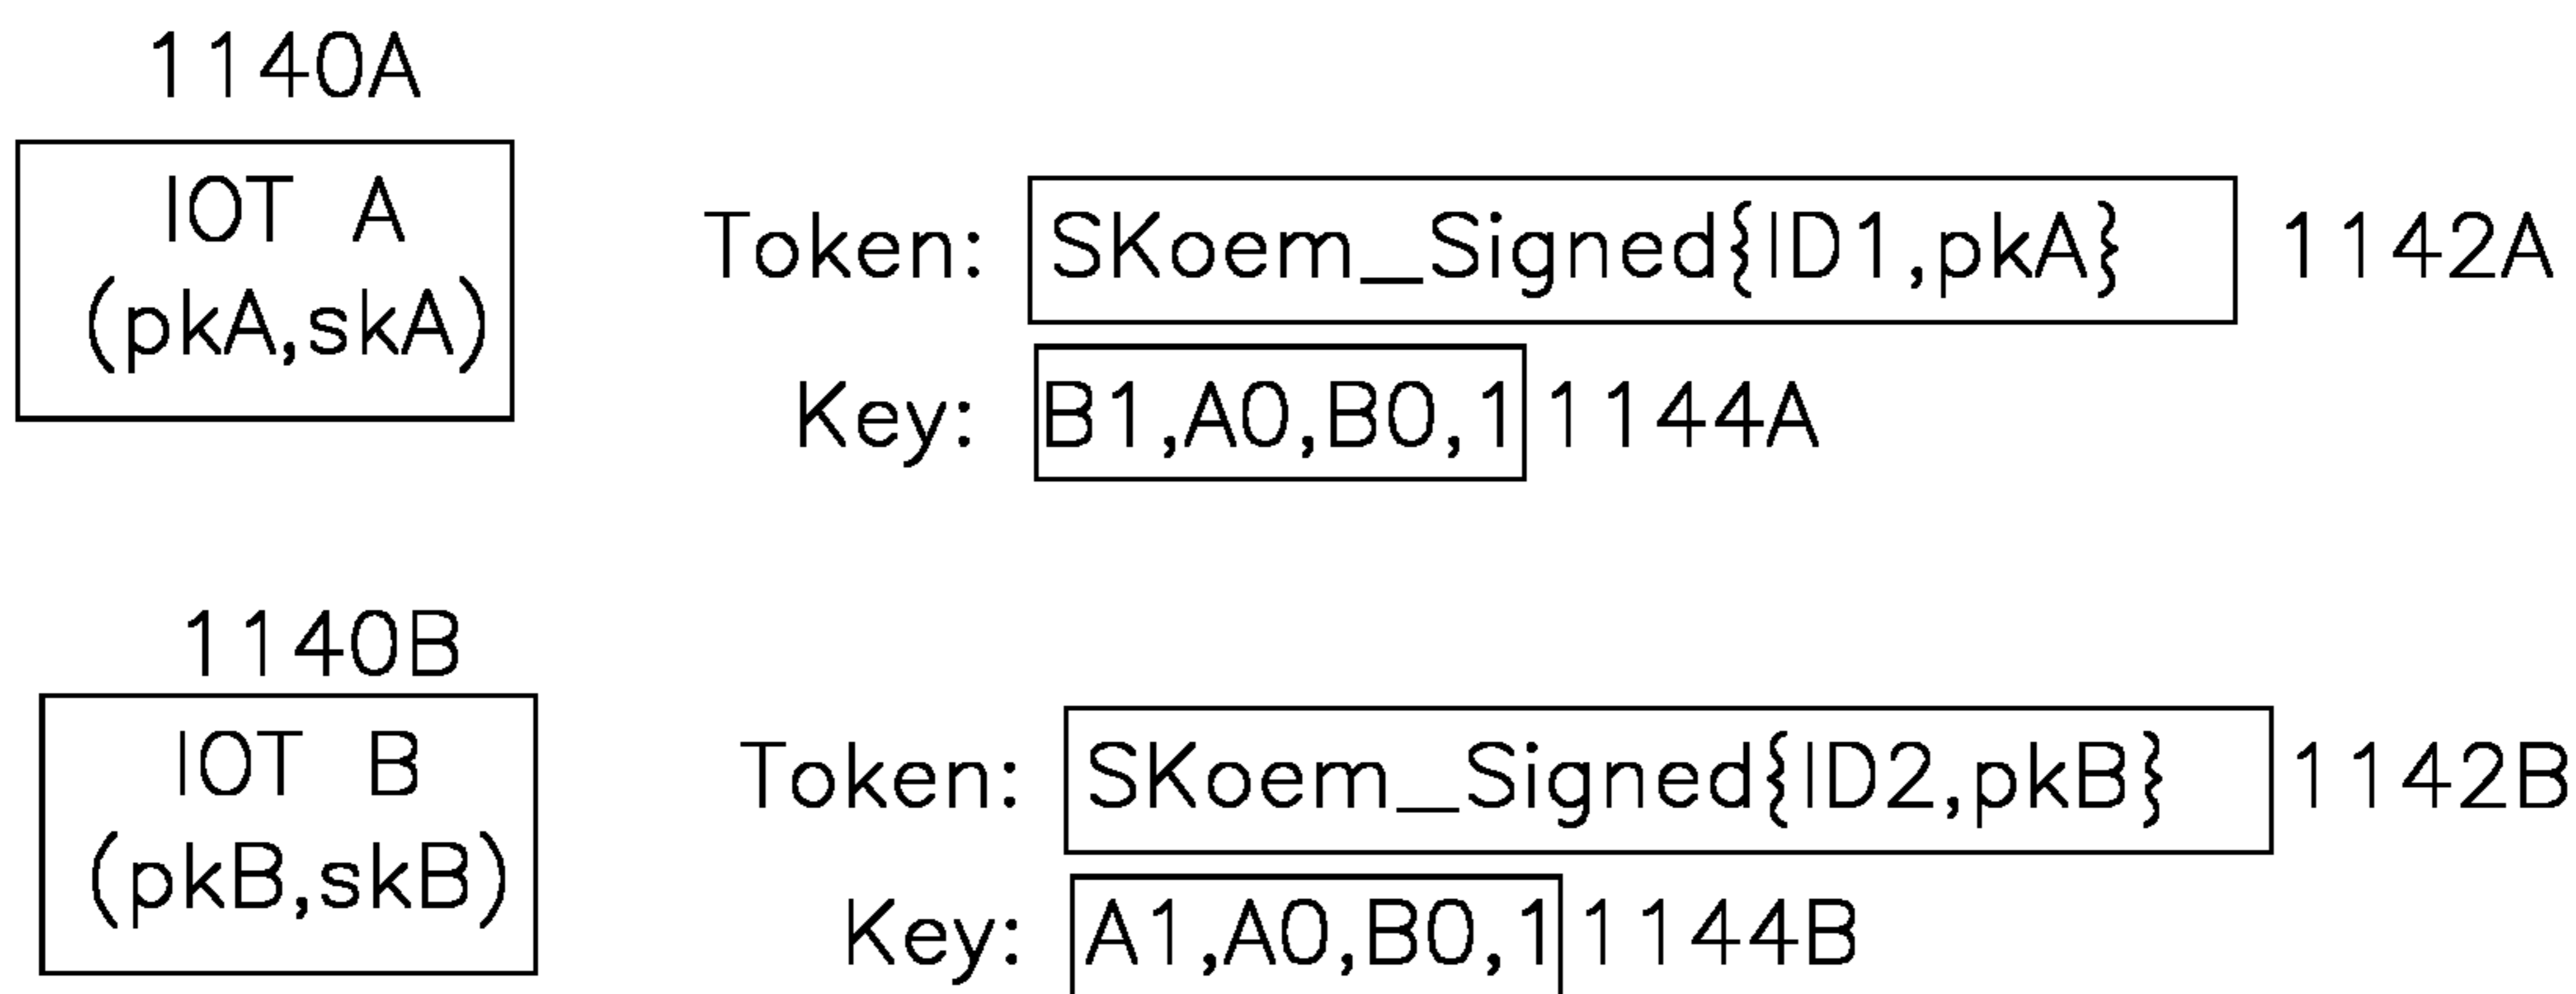 1140A
IOT A
(pkA,skA)
Token: SKoem_Signed{ID1,pkA} 1142A
Key: B1,A0,B0,1 1144A
1140B
IOT B
(pkB,skB)
Token: SKoem_Signed{ID2,pkB} 1142B
Key: A1,A0,B0,1 1144B